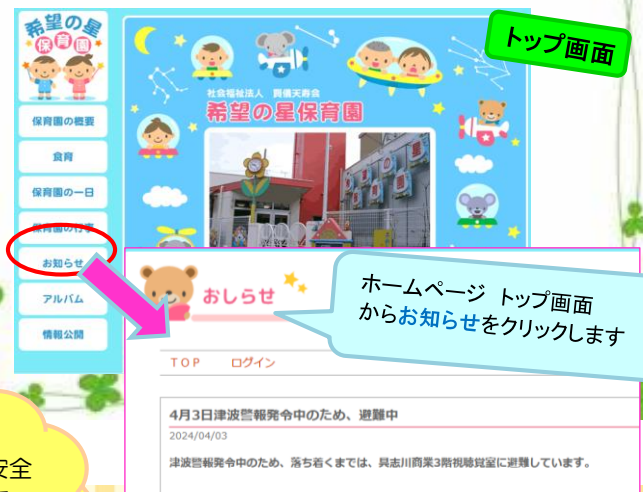 希望の星
保育園
トップ画面
社会福祉法人
希望の星保育園
保育園の概要
食育
保育園の一日
保育園の行事
お知らせ
アルバム
情報公開
おしらせ
ホームページ トップ画面
からお知らせをクリックします
TOP ログイン
4月3日津波警報発令中のため、避難中
2024/04/03
津波警報発令中のため、落ち着くまでは、具志川商業3階視聴覚室に避難しています。
安全